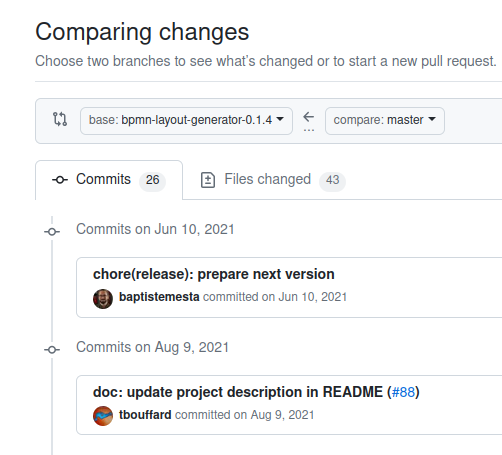 Comparing changes
Choose two branches to see what's changed or to start a new pull request.
base: bpmn-layout-generator-0.1.4 ... compare: master
Commits 26 Files changed 43
Commits on Jun 10, 2021
chore(release): prepare next version
baptistemesta committed on Jun 10, 2021
Commits on Aug 9, 2021
doc: update project description in README (#88)
tbouffard committed on Aug 9, 2021